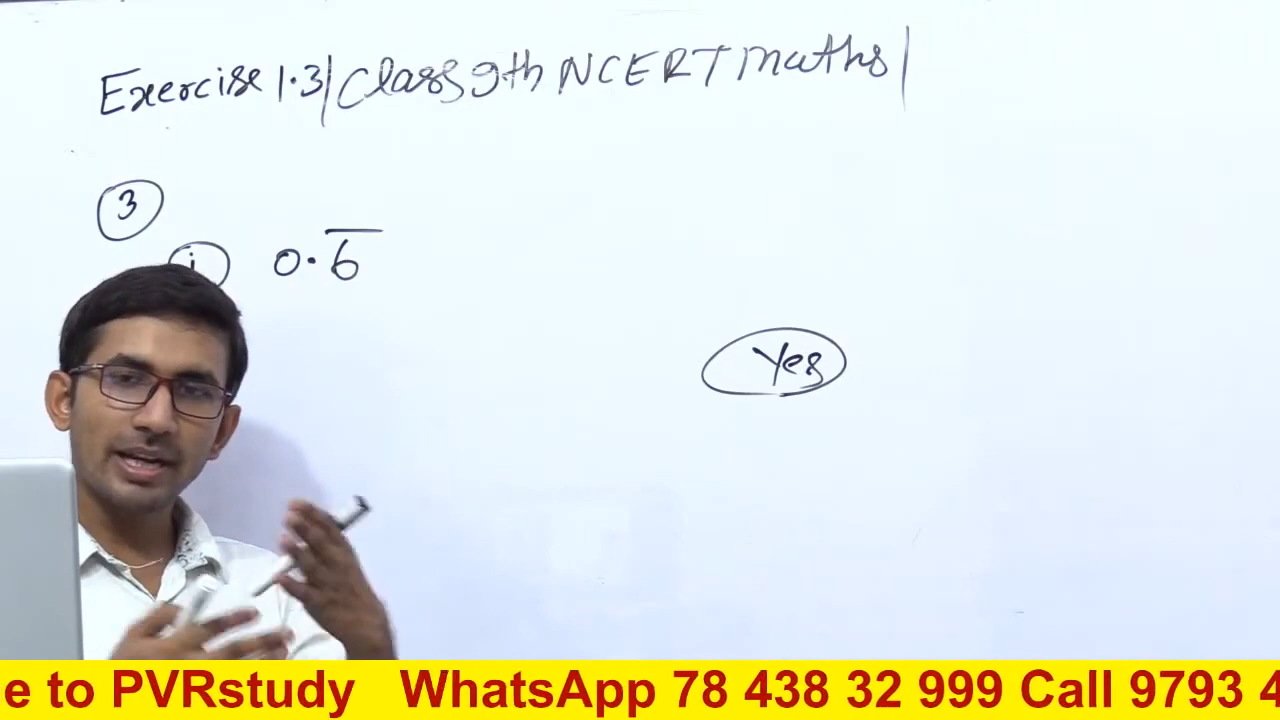 Exercise 1.3| Class 9th NCERT Maths|
3
i 0.6̅
Yes
e to PVRstudy WhatsApp 78 438 32 999 Call 9793 4